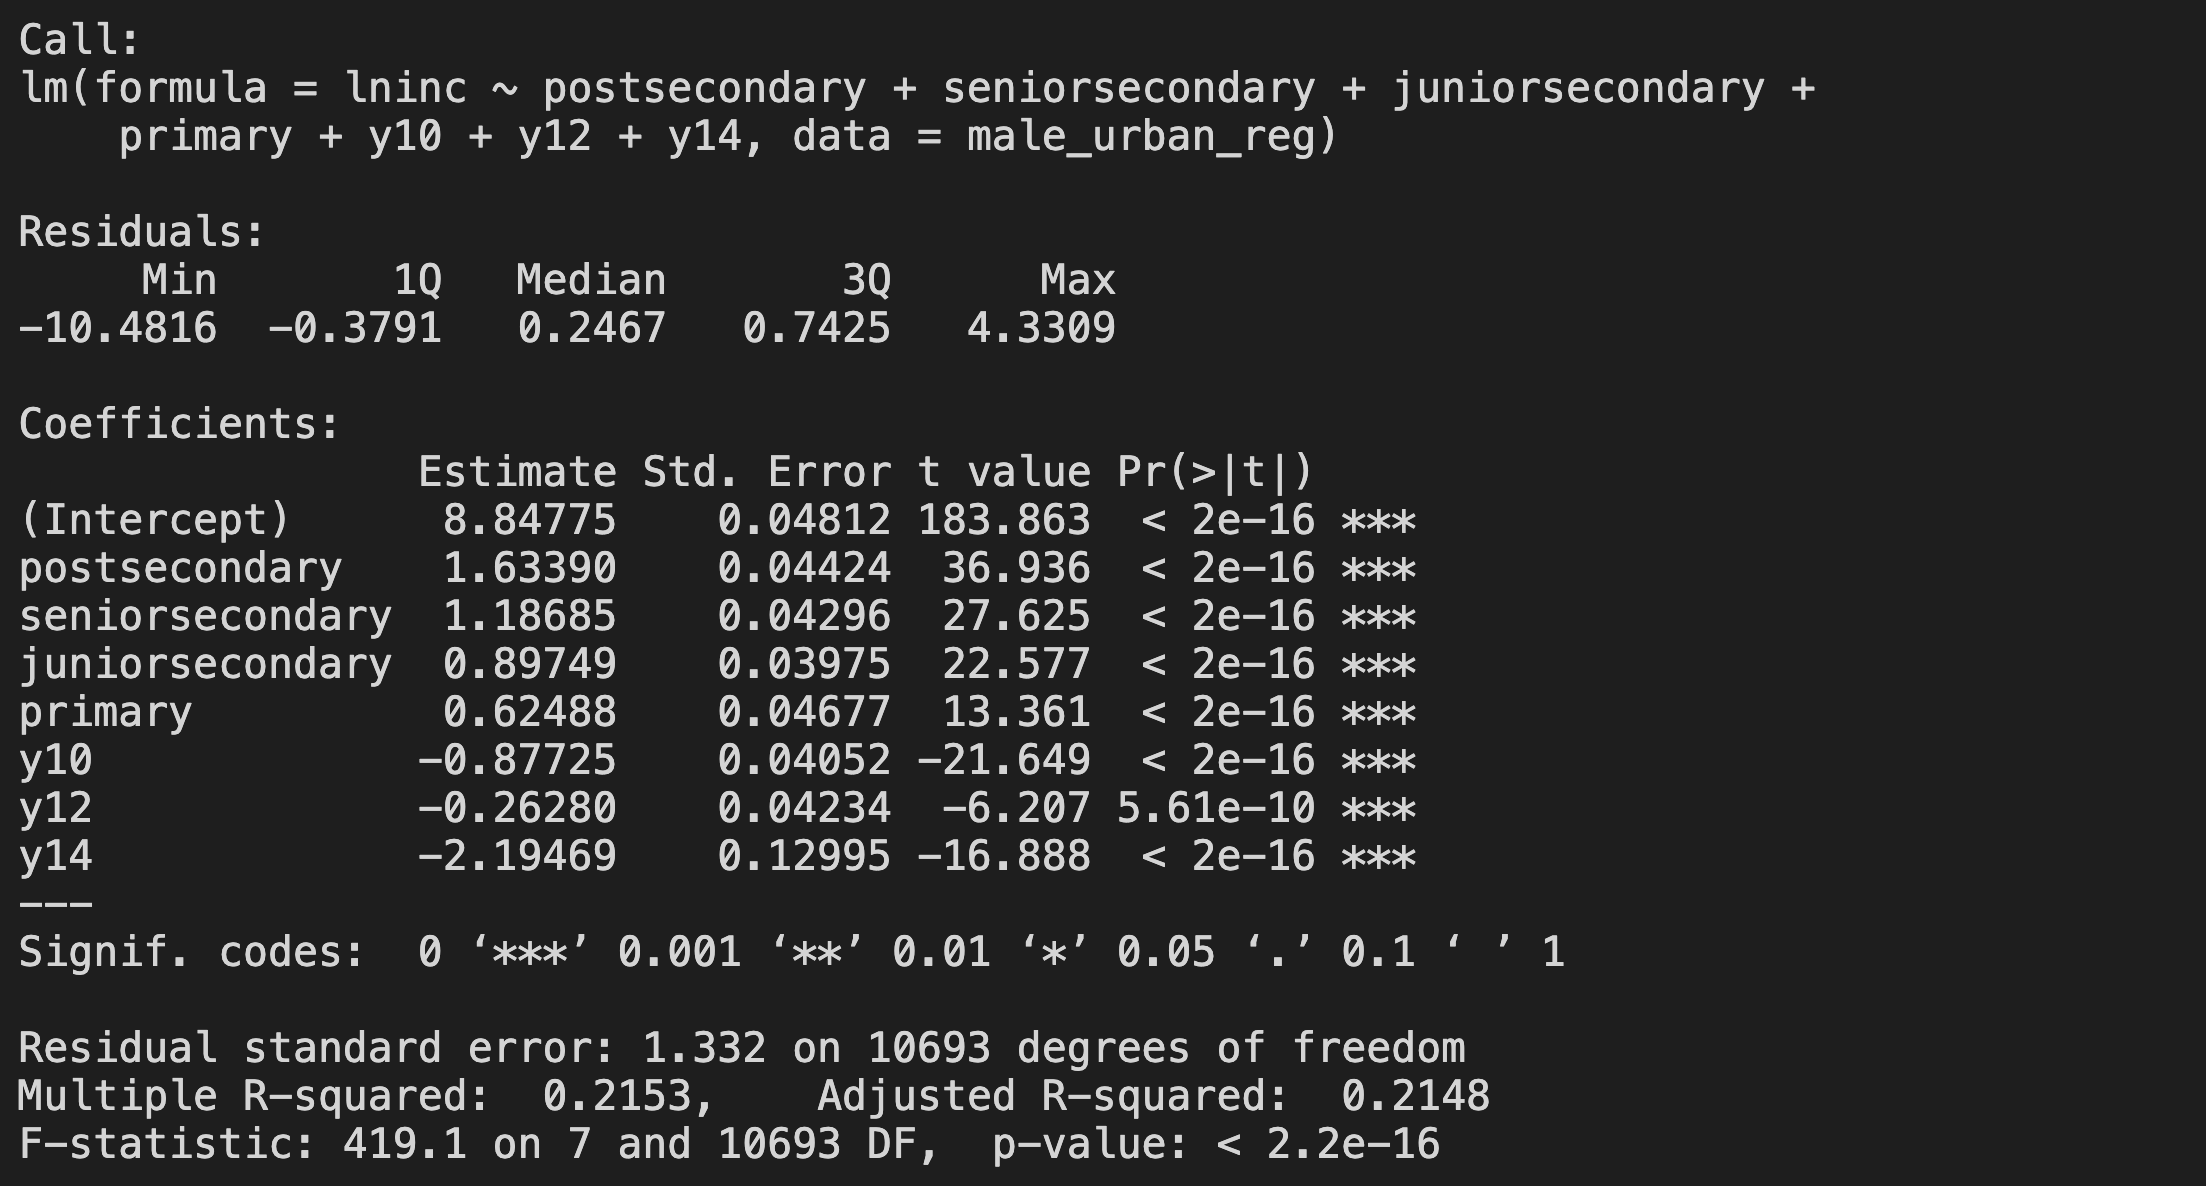 Call:
lm(formula = lninc ~ postsecondary + seniorsecondary + juniorsecondary +
    primary + y10 + y12 + y14, data = male_urban_reg)
Residuals:
     Min       1Q   Median       3Q      Max
-10.4816  -0.3791   0.2467   0.7425   4.3309
Coefficients:
                Estimate Std. Error t value Pr(>|t|)
(Intercept)      8.84775    0.04812 183.863  < 2e-16 ***
postsecondary    1.63390    0.04424  36.936  < 2e-16 ***
seniorsecondary  1.18685    0.04296  27.625  < 2e-16 ***
juniorsecondary  0.89749    0.03975  22.577  < 2e-16 ***
primary          0.62488    0.04677  13.361  < 2e-16 ***
y10             -0.87725    0.04052 -21.649  < 2e-16 ***
y12             -0.26280    0.04234  -6.207 5.61e-10 ***
y14             -2.19469    0.12995 -16.888  < 2e-16 ***
---
Signif. codes:  0 ‘***’ 0.001 ‘**’ 0.01 ‘*’ 0.05 ‘.’ 0.1 ‘ ’ 1
Residual standard error: 1.332 on 10693 degrees of freedom
Multiple R-squared:  0.2153,    Adjusted R-squared:  0.2148
F-statistic: 419.1 on 7 and 10693 DF,  p-value: < 2.2e-16